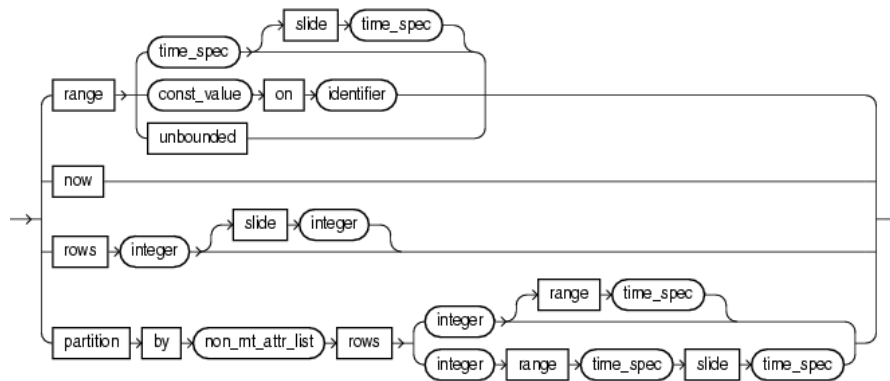 slide time_spec
time_spec
range const_value on identifier
unbounded
now
slide integer
rows integer
range time_spec
integer
partition by non_mt_attr_list rows
integer range time_spec slide time_spec